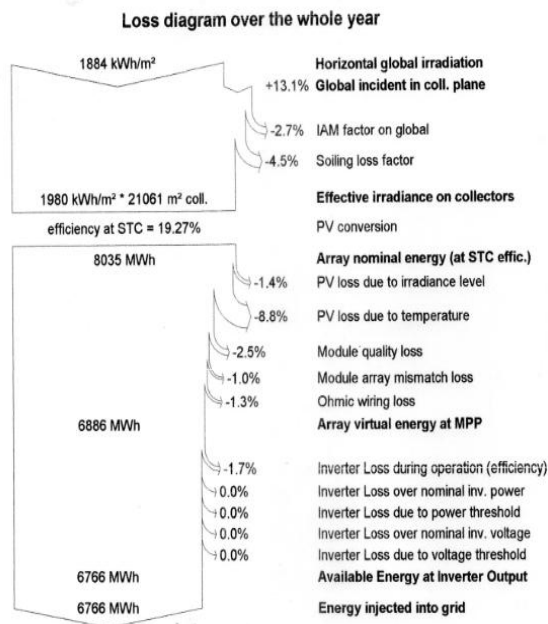 Loss diagram over the whole year
1884 kWh/m² Horizontal global irradiation
+13.1% Global incident in coll. plane
-2.7% IAM factor on global
-4.5% Soiling loss factor
1980 kWh/m² * 21061 m² coll. Effective irradiance on collectors
efficiency at STC = 19.27% PV conversion
8035 MWh Array nominal energy (at STC effic.)
-1.4% PV loss due to irradiance level
-8.8% PV loss due to temperature
-2.5% Module quality loss
-1.0% Module array mismatch loss
-1.3% Ohmic wiring loss
6886 MWh Array virtual energy at MPP
-1.7% Inverter Loss during operation (efficiency)
0.0% Inverter Loss over nominal inv. power
0.0% Inverter Loss due to power threshold
0.0% Inverter Loss over nominal inv. voltage
0.0% Inverter Loss due to voltage threshold
6766 MWh Available Energy at Inverter Output
6766 MWh Energy injected into grid